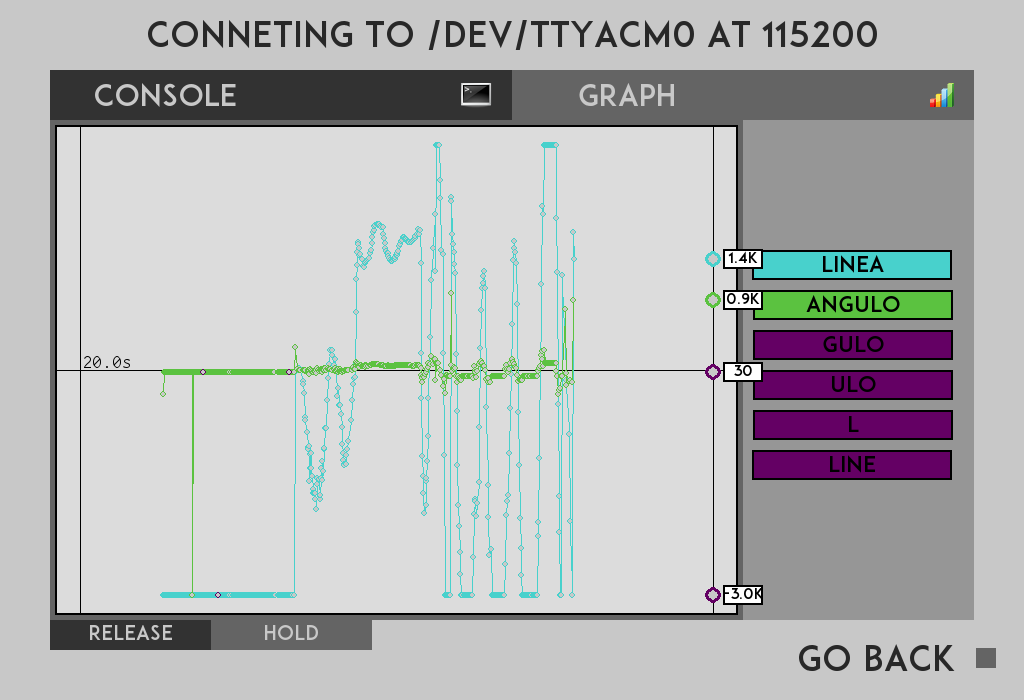 CONNETING TO /DEV/TTYACM0 AT 115200
CONSOLE
GRAPH
20.0s
1.4K
LINEA
0.9K
ANGULO
GULO
30
ULO
L
LINE
-3.0K
RELEASE
HOLD
GO BACK